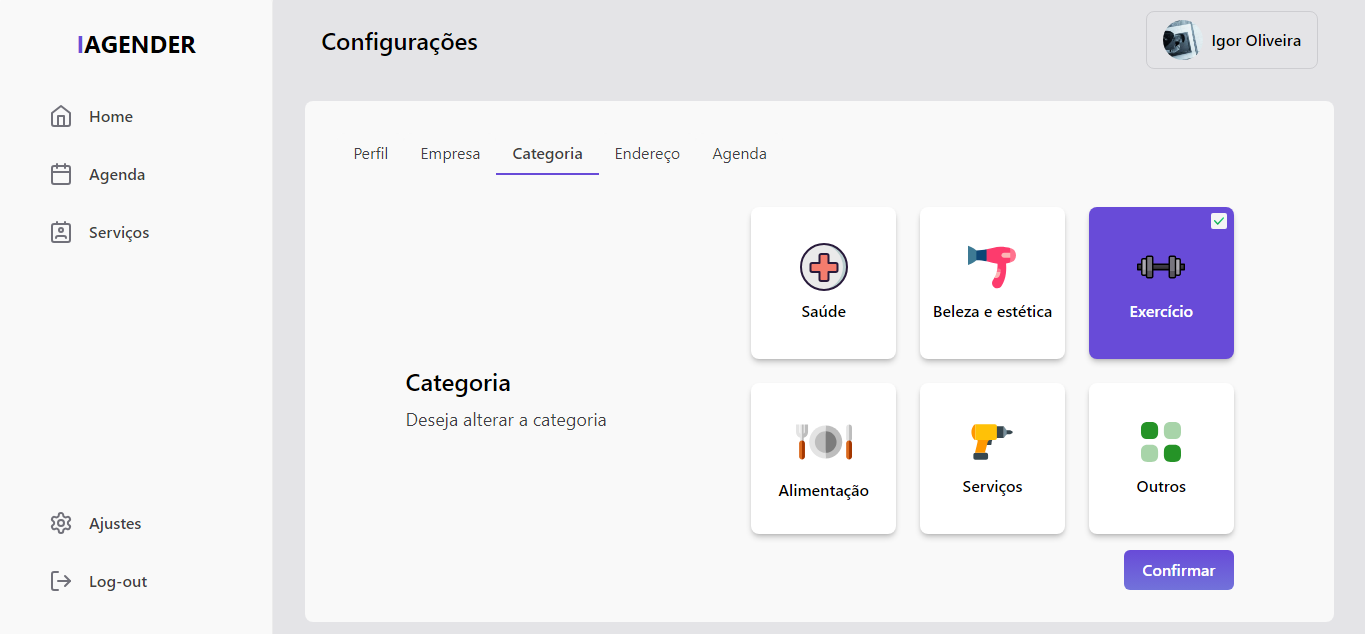 IAGENDER
Home
Agenda
Serviços
Ajustes
Log-out
Configurações
Igor Oliveira
Perfil
Empresa
Categoria
Endereço
Agenda
Categoria
Deseja alterar a categoria
Saúde
Beleza e estética
Exercício
Alimentação
Serviços
Outros
Confirmar